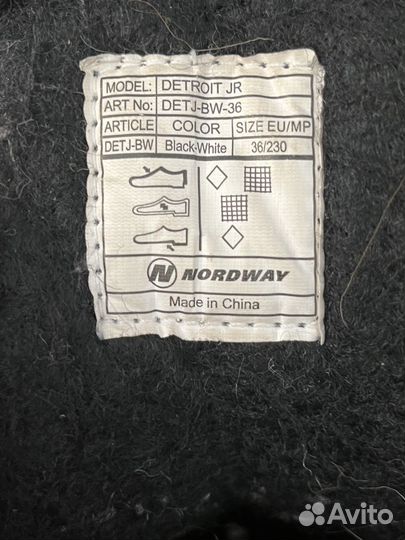 MODEL: DETROIT JR
ART No: DETJ-BW-36
ARTICLE COLOR SIZE EU/MP
DETJ-BW Black-White 36/230
N NORDWAY
Made in China
Avito